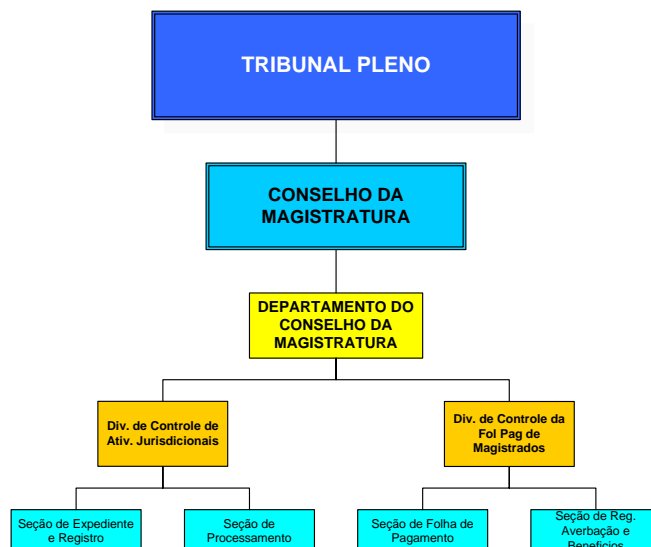 TRIBUNAL PLENO
CONSELHO DA
MAGISTRATURA
DEPARTAMENTO DO
CONSELHO DA
MAGISTRATURA
Div. de Controle de
Ativ. Jurisdicionais
Div. de Controle da
Fol Pag de
Magistrados
Seção de Expediente
e Registro
Seção de
Processamento
Seção de Folha de
Pagamento
Seção de Reg.
Averbação e
Benefícios